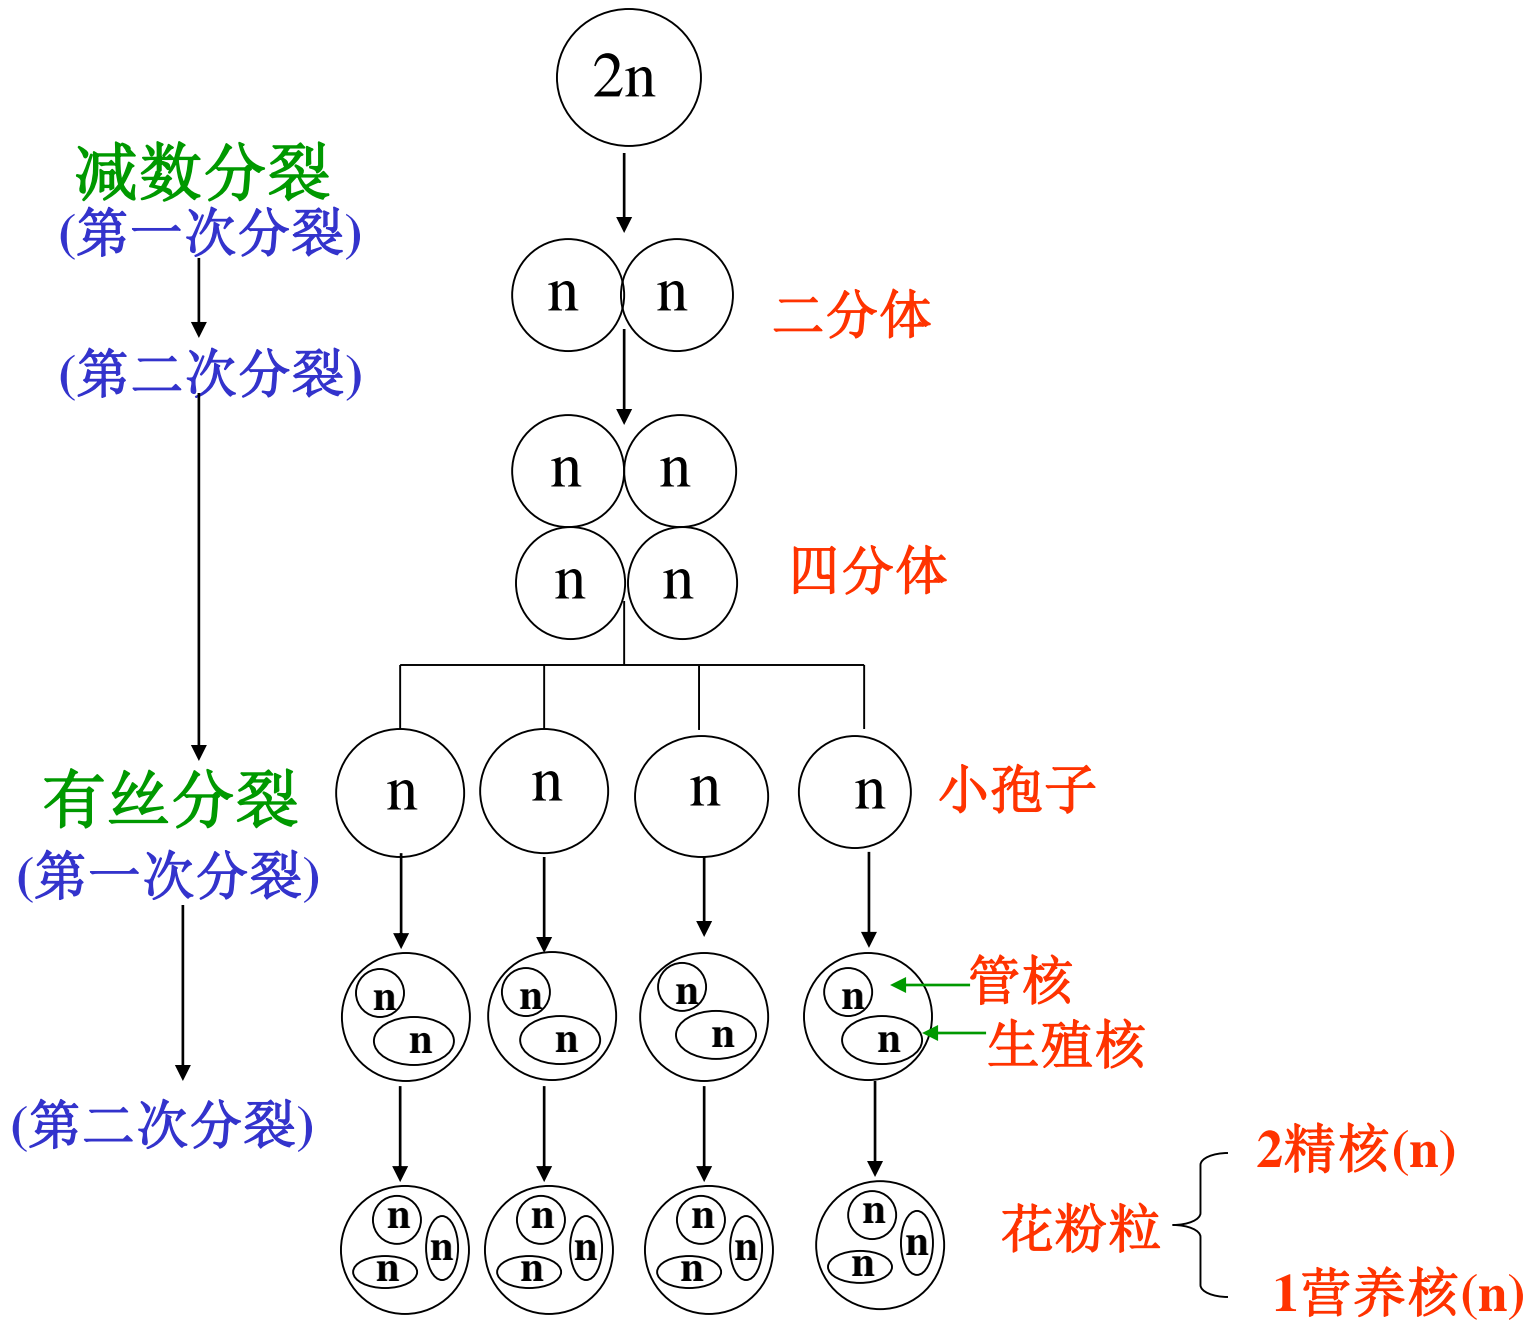 2n
减数分裂
(第一次分裂)
n n
二分体
(第二次分裂)
n n
n n
四分体
n n n n
小孢子
有丝分裂
(第一次分裂)
n n n n
n n n n
管核
生殖核
(第二次分裂)
n n n n
n n n n
n n n n
花粉粒
2精核(n)
1营养核(n)